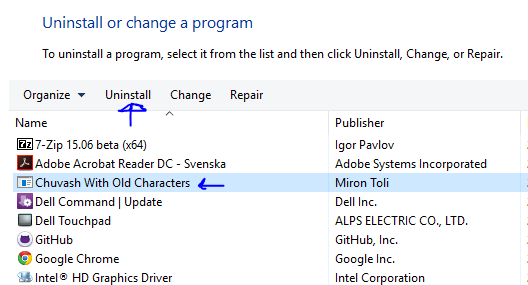 Uninstall or change a program
To uninstall a program, select it from the list and then click Uninstall, Change, or Repair.
Organize Uninstall Change Repair
Name Publisher
7-Zip 15.06 beta (x64) Igor Pavlov
Adobe Acrobat Reader DC - Svenska Adobe Systems Incorporated
Chuvash With Old Characters Miron Toli
Dell Command | Update Dell Inc.
Dell Touchpad ALPS ELECTRIC CO., LTD.
GitHub GitHub, Inc.
Google Chrome Google Inc.
Intel® HD Graphics Driver Intel Corporation